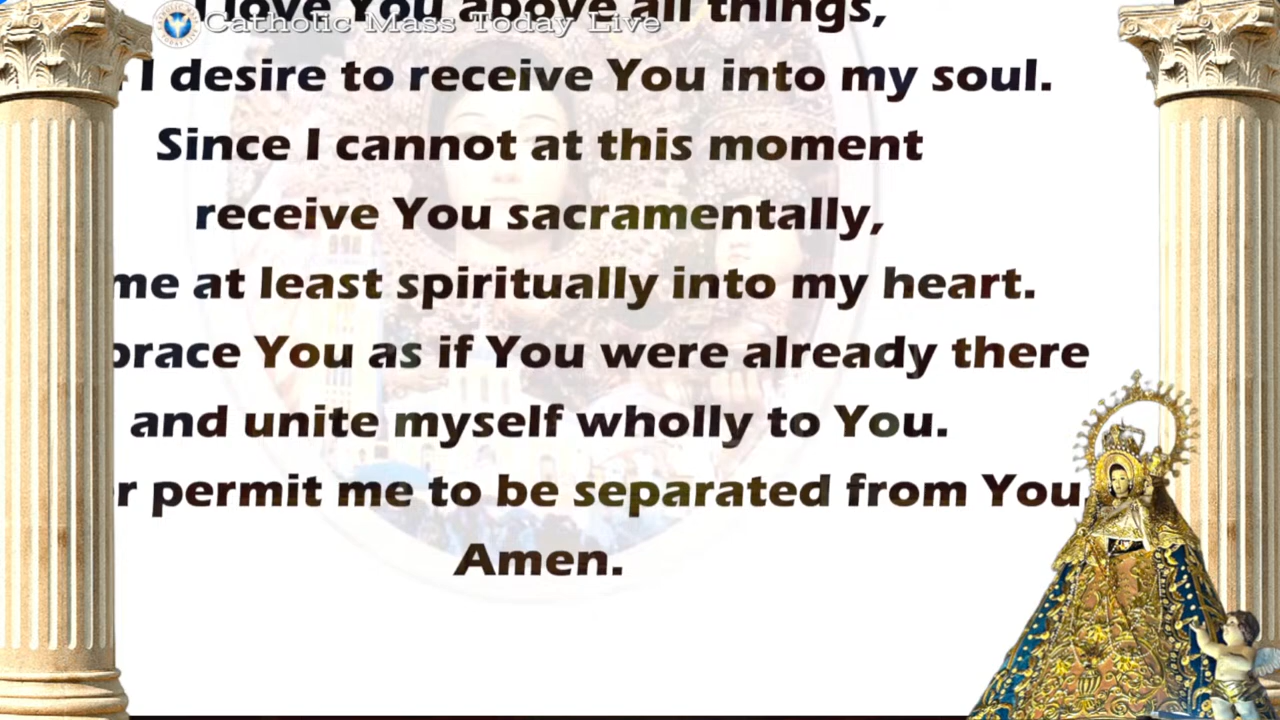 I love You above all things,
Catholic Mass Today Live
I desire to receive You into my soul.
Since I cannot at this moment
receive You sacramentally,
me at least spiritually into my heart.
brace You as if You were already there
and unite myself wholly to You.
r permit me to be separated from You
Amen.